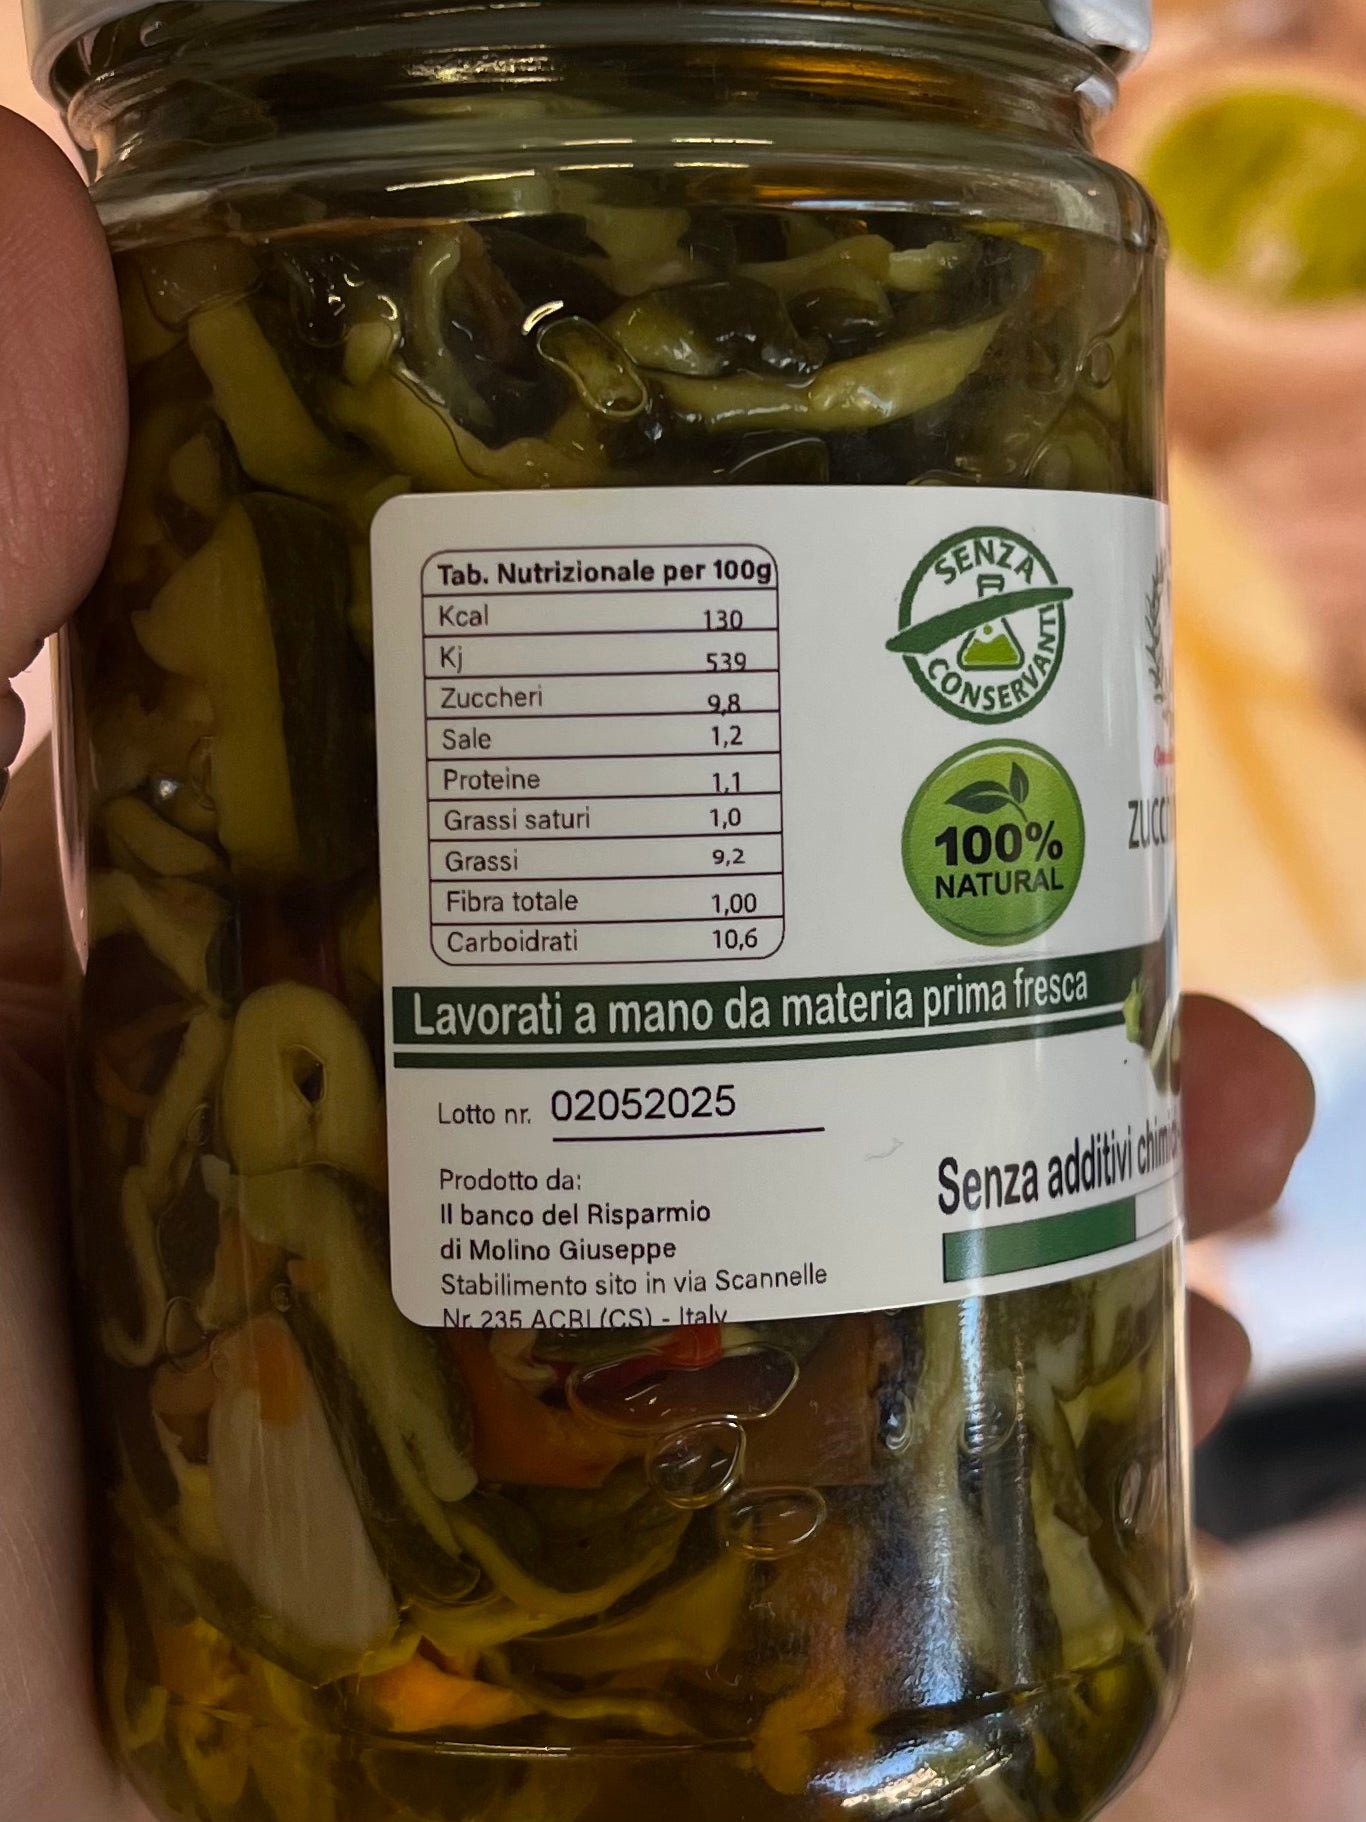 Tab. Nutrizionale per 100g
Kcal 130
Kj 539
Zuccheri 9,8
Sale 1,2
Proteine 1,1
Grassi saturi 1,0
Grassi 9,2
Fibra totale 1,00
Carboidrati 10,6
SENZA
CONSERVANTI
100%
NATURAL
Lavorati a mano da materia prima fresca
Lotto nr. 02052025
Prodotto da:
Il banco del Risparmio
di Molino Giuseppe
Stabilimento sito in via Scannelle
Nr. 235 ACRI (CS) - Italy
Senza additivi